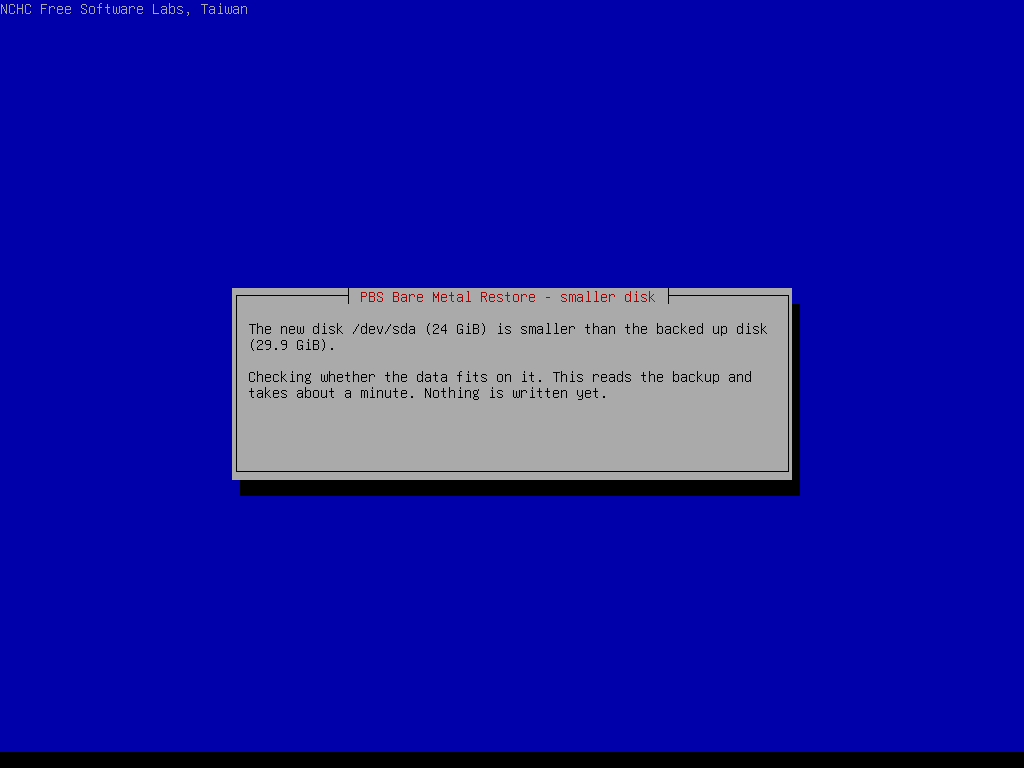 NCHC Free Software Labs, Taiwan
PBS Bare Metal Restore - smaller disk
The new disk /dev/sda (24 GiB) is smaller than the backed up disk
(29.9 GiB).
Checking whether the data fits on it. This reads the backup and
takes about a minute. Nothing is written yet.